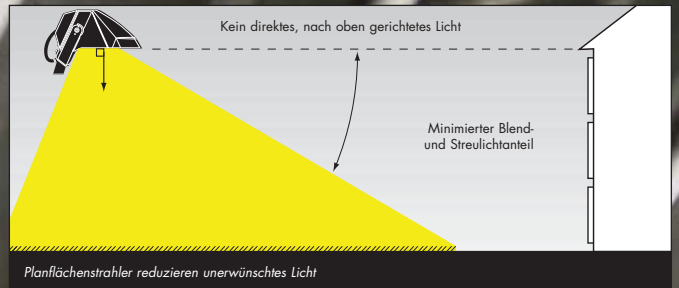 Kein direktes, nach oben gerichtetes Licht
Minimierter Blend-
und Streulichtanteil
Planflächenstrahler reduzieren unerwünschtes Licht